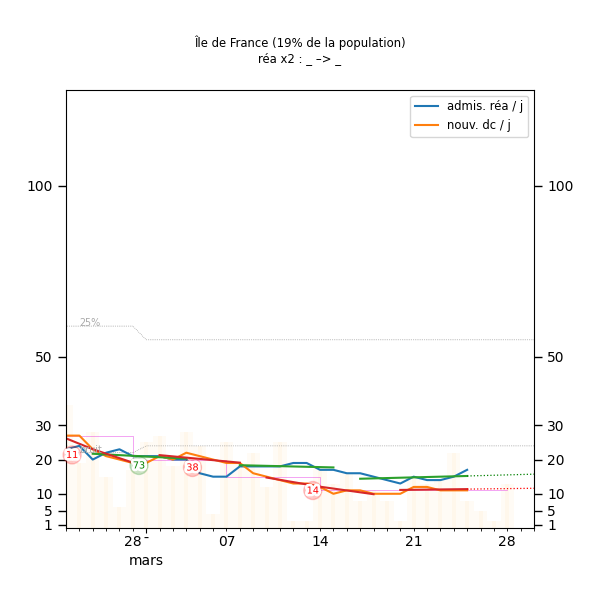 Île de France (19% de la population)
réa x2 : _ −> _
admis. réa / j
nouv. dc / j
100 100
25%
50 50
30 30
20 20
11
73
38
14
10 10
5 5
1 1
28 07 14 21 28
mars